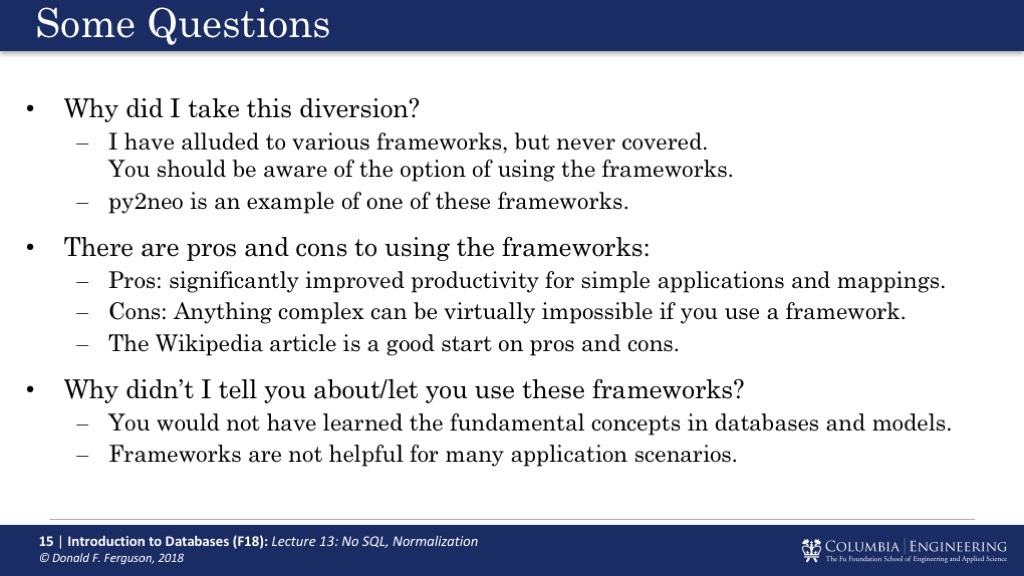 Some Questions
• Why did I take this diversion?
– I have alluded to various frameworks, but never covered.
You should be aware of the option of using the frameworks.
– py2neo is an example of one of these frameworks.
• There are pros and cons to using the frameworks:
– Pros: significantly improved productivity for simple applications and mappings.
– Cons: Anything complex can be virtually impossible if you use a framework.
– The Wikipedia article is a good start on pros and cons.
• Why didn’t I tell you about/let you use these frameworks?
– You would not have learned the fundamental concepts in databases and models.
– Frameworks are not helpful for many application scenarios.
15 | Introduction to Databases (F18): Lecture 13: No SQL, Normalization
© Donald F. Ferguson, 2018
COLUMBIA | ENGINEERING
The Fu Foundation School of Engineering and Applied Science